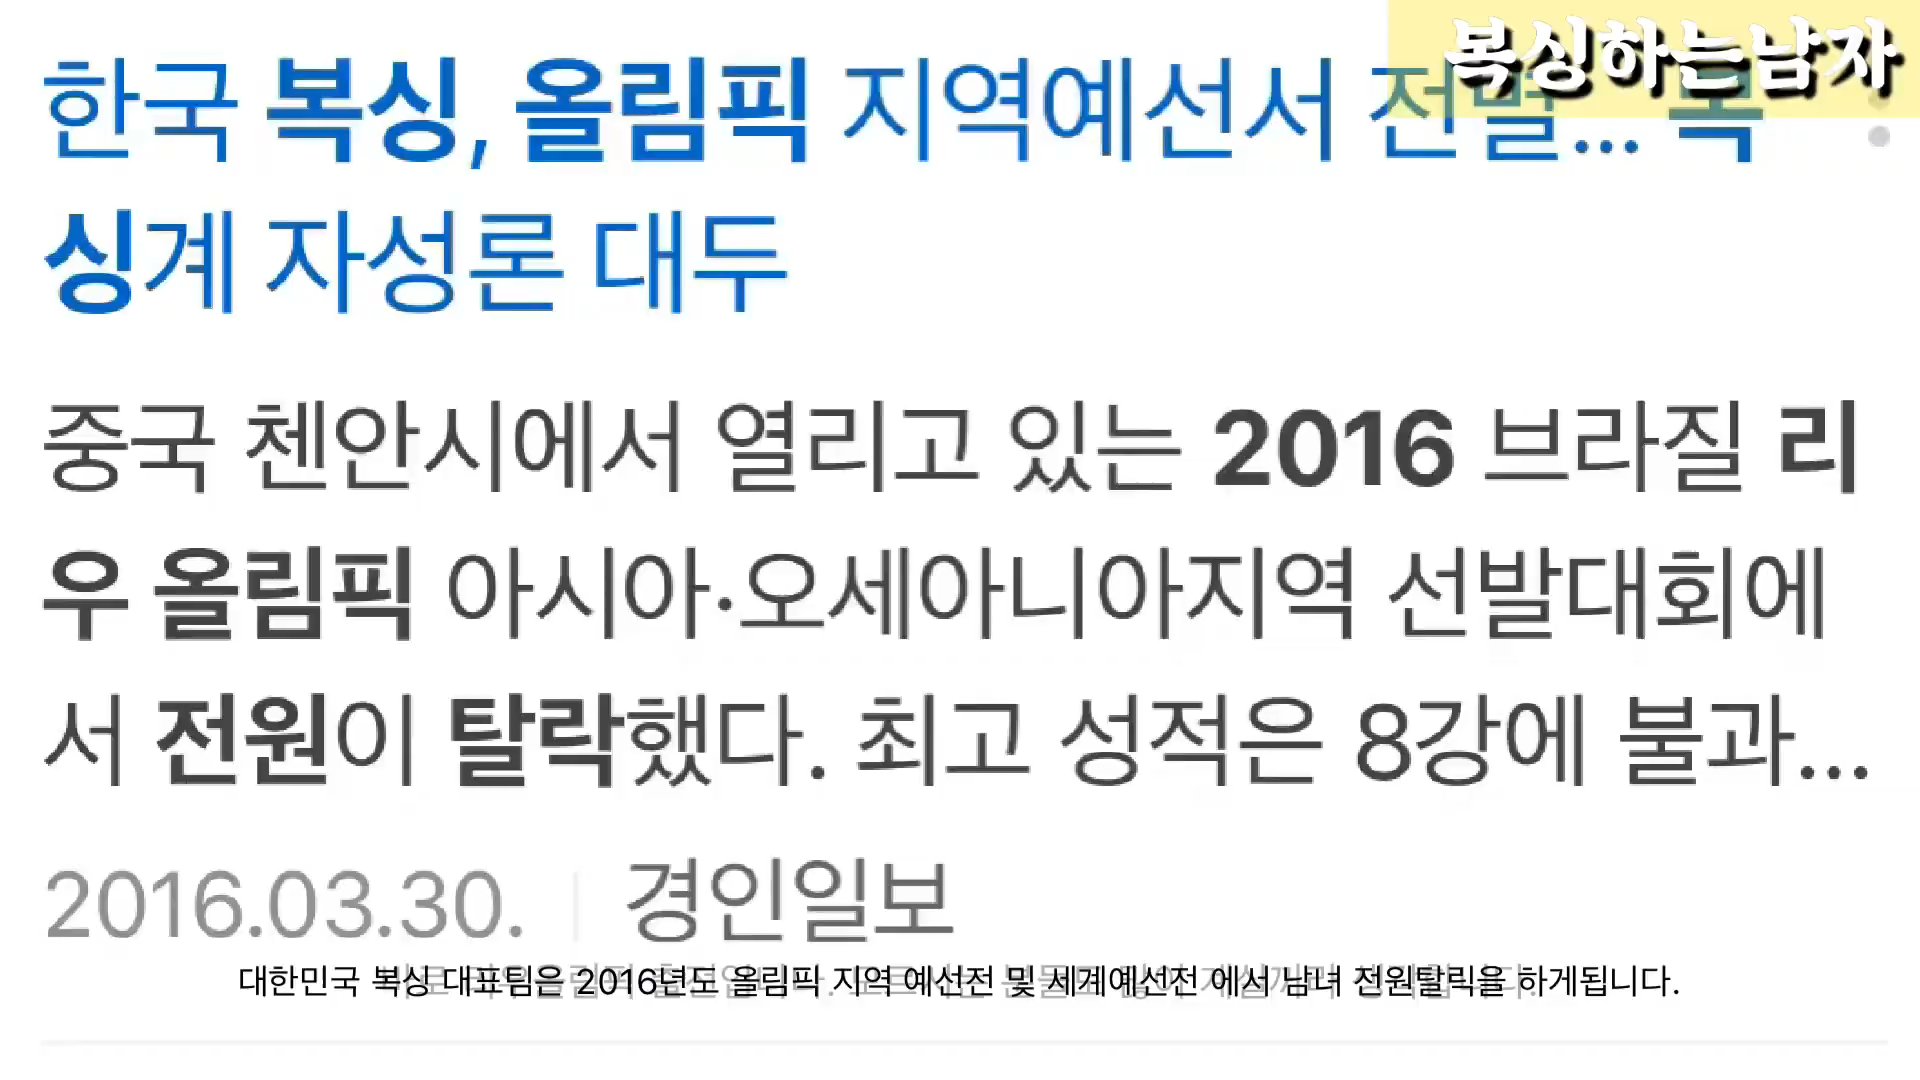 복싱하는남자
한국 복싱, 올림픽 지역예선서 전멸... 복
싱계 자성론 대두
중국 첸안시에서 열리고 있는 2016 브라질 리
우 올림픽 아시아·오세아니아지역 선발대회에
서 전원이 탈락했다. 최고 성적은 8강에 불과...
2016.03.30. 경인일보
대한민국 복싱 대표팀은 2016년도 올림픽 지역 예선전 및 세계예선전 에서 남녀 전원탈릭을 하게됩니다.